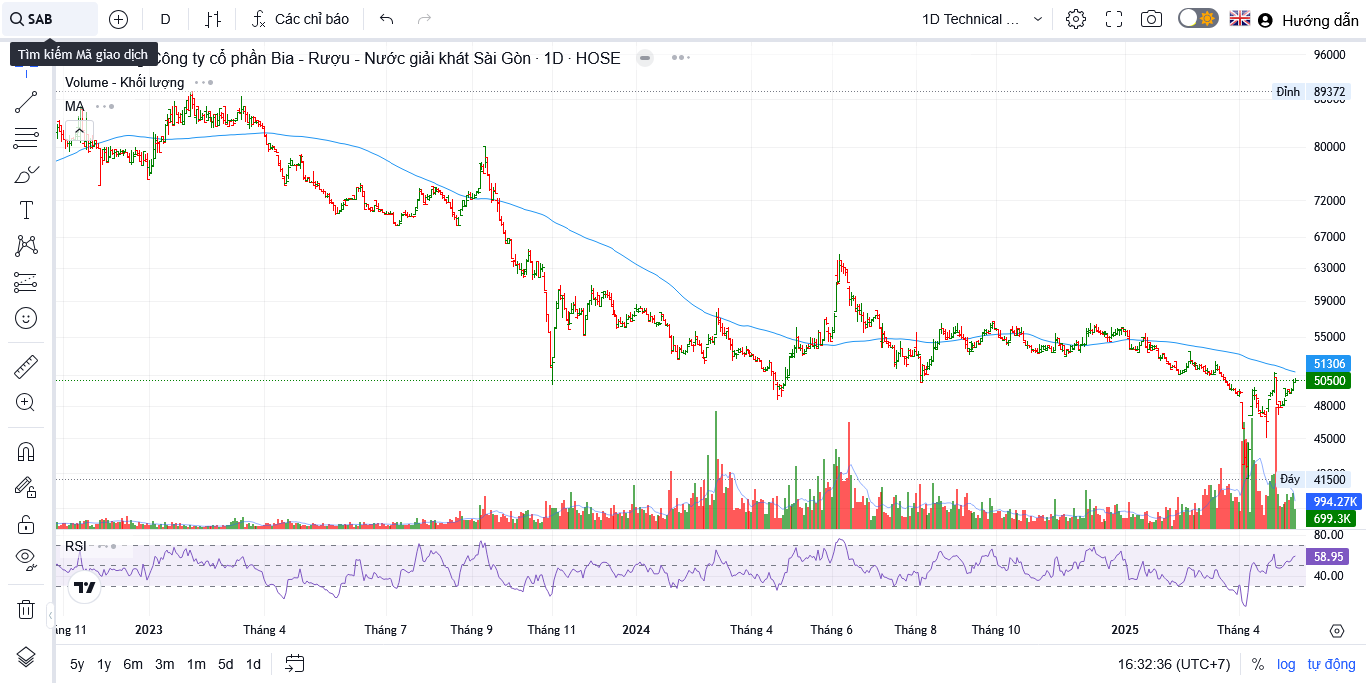 SAB
D
Các chỉ báo
1D Technical ...
Hướng dẫn
Tìm kiếm Mã giao dịch
Công ty cổ phần Bia - Rượu - Nước giải khát Sài Gòn · 1D · HOSE
Volume - Khối lượng
MA
96000
Đỉnh 89372
80000
72000
67000
63000
59000
55000
51306
50500
48000
45000
Đáy 41500
994.27K
699.3K
RSI
80.00
58.95
40.00
ng 11
2023
Tháng 4
Tháng 7
Tháng 9
Tháng 11
2024
Tháng 4
Tháng 6
Tháng 8
Tháng 10
2025
Tháng 4
5y 1y 6m 3m 1m 5d 1d
16:32:36 (UTC+7) % log tự động